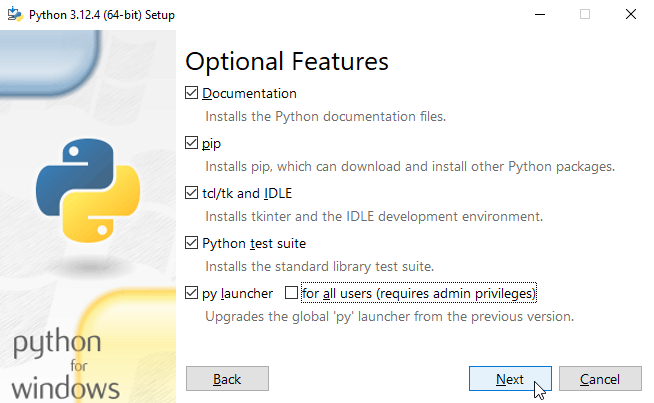 Python 3.12.4 (64-bit) Setup
Optional Features
Documentation
Installs the Python documentation files.
pip
Installs pip, which can download and install other Python packages.
tcl/tk and IDLE
Installs tkinter and the IDLE development environment.
Python test suite
Installs the standard library test suite.
py launcher for all users (requires admin privileges)
Upgrades the global 'py' launcher from the previous version.
python
for
windows
Back Next Cancel